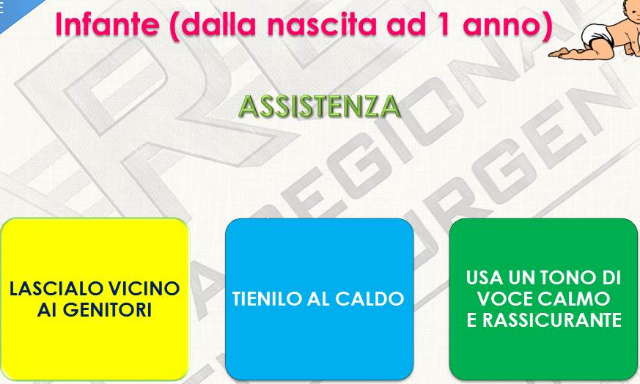 E
Infante (dalla nascita ad 1 anno)
ASSISTENZA
LASCIALO VICINO
AI GENITORI
TIENILO AL CALDO
USA UN TONO DI
VOCE CALMO
E RASSICURANTE